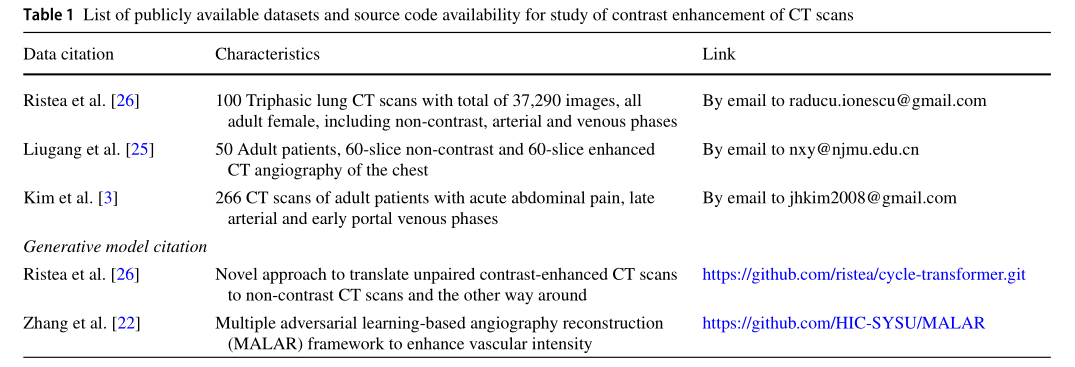 Table 1 List of publicly available datasets and source code availability for study of contrast enhancement of CT scans
Data citation Characteristics Link
Ristea et al. [26] 100 Triphasic lung CT scans with total of 37,290 images, all By email to raducu.ionescu@gmail.com
adult female, including non-contrast, arterial and venous phases
Liugang et al. [25] 50 Adult patients, 60-slice non-contrast and 60-slice enhanced By email to nxy@njmu.edu.cn
CT angiography of the chest
Kim et al. [3] 266 CT scans of adult patients with acute abdominal pain, late By email to jhkim2008@gmail.com
arterial and early portal venous phases
Generative model citation
Ristea et al. [26] Novel approach to translate unpaired contrast-enhanced CT scans https://github.com/ristea/cycle-transformer.git
to non-contrast CT scans and the other way around
Zhang et al. [22] Multiple adversarial learning-based angiography reconstruction https://github.com/HIC-SYSU/MALAR
(MALAR) framework to enhance vascular intensity